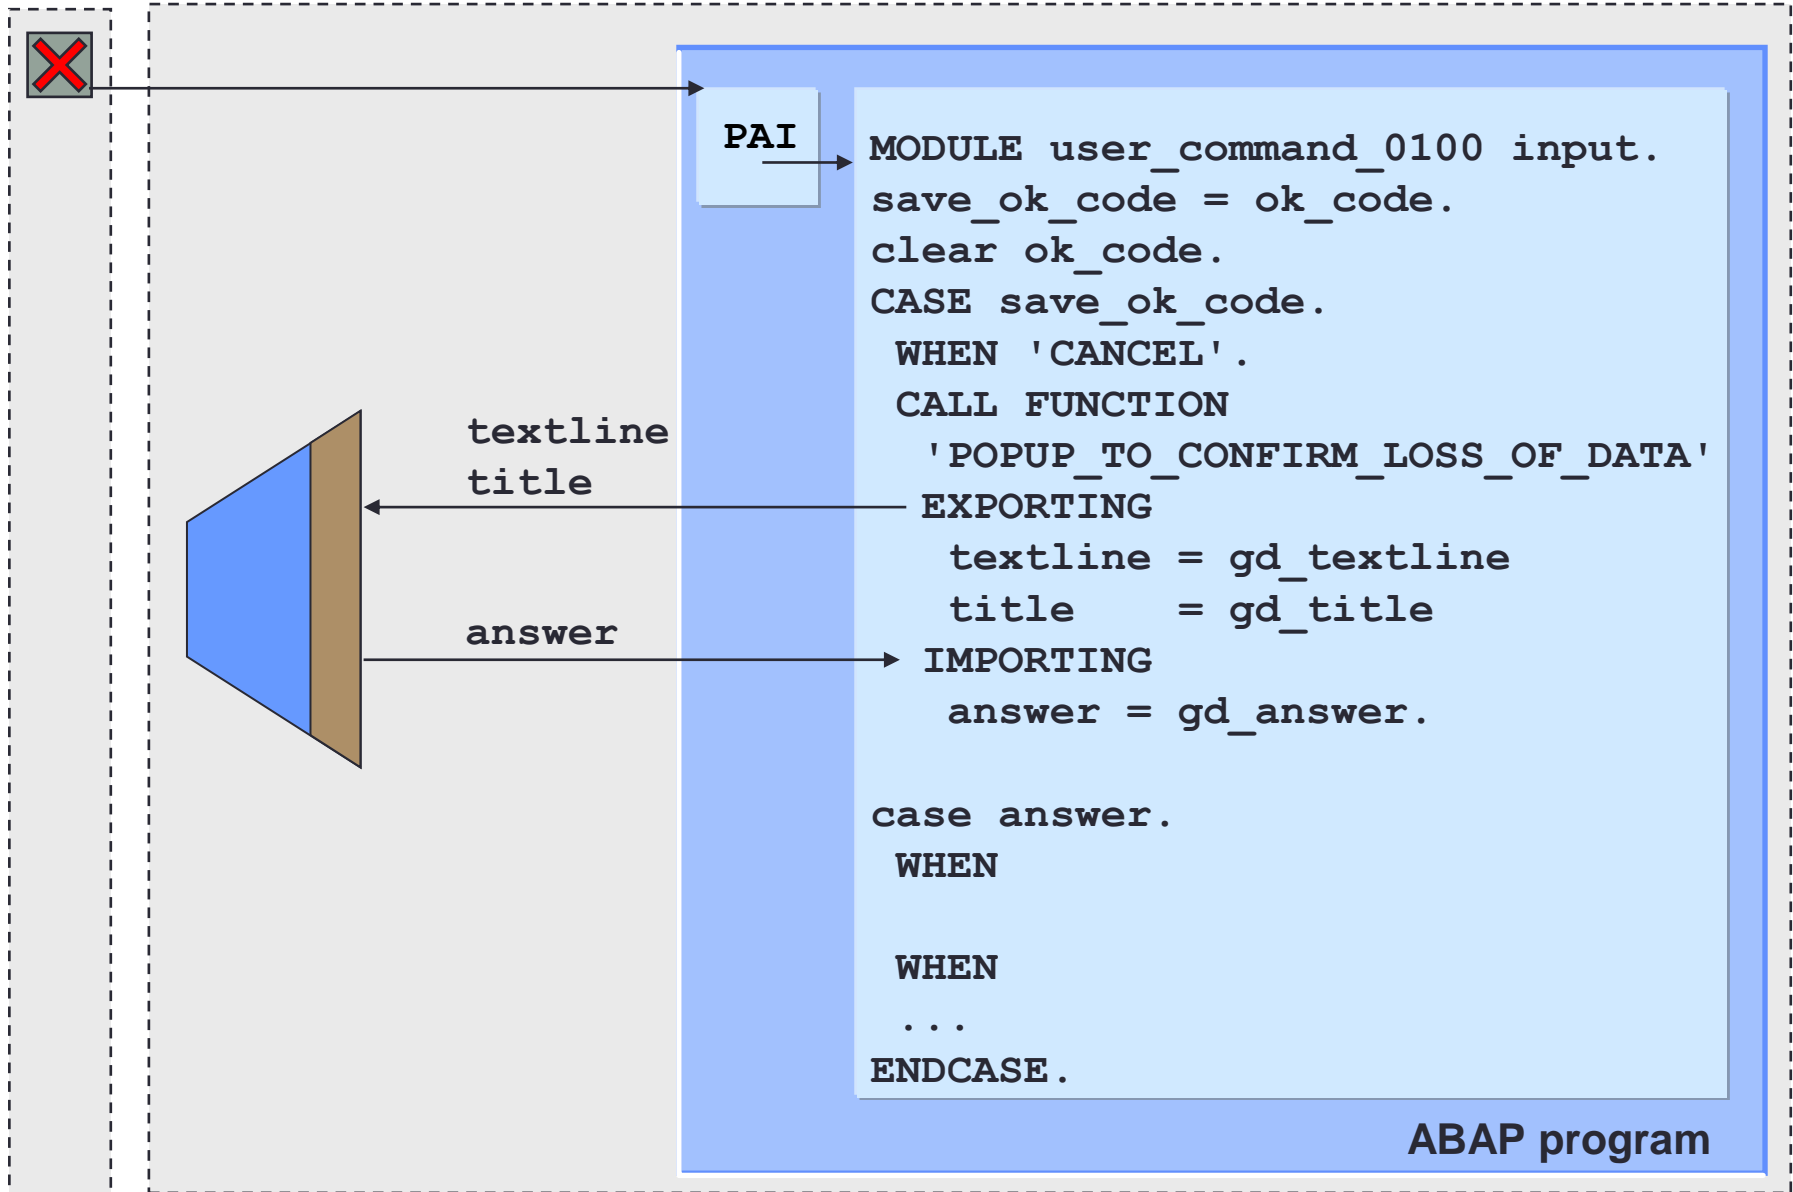 PAI
MODULE user_command_0100 input.
save_ok_code = ok_code.
clear ok_code.
CASE save_ok_code.
WHEN 'CANCEL'.
CALL FUNCTION
'POPUP_TO_CONFIRM_LOSS_OF_DATA'
EXPORTING
textline = gd_textline
title = gd_title
IMPORTING
answer = gd_answer.
case answer.
WHEN
WHEN
...
ENDCASE.
textline
title
answer
ABAP program